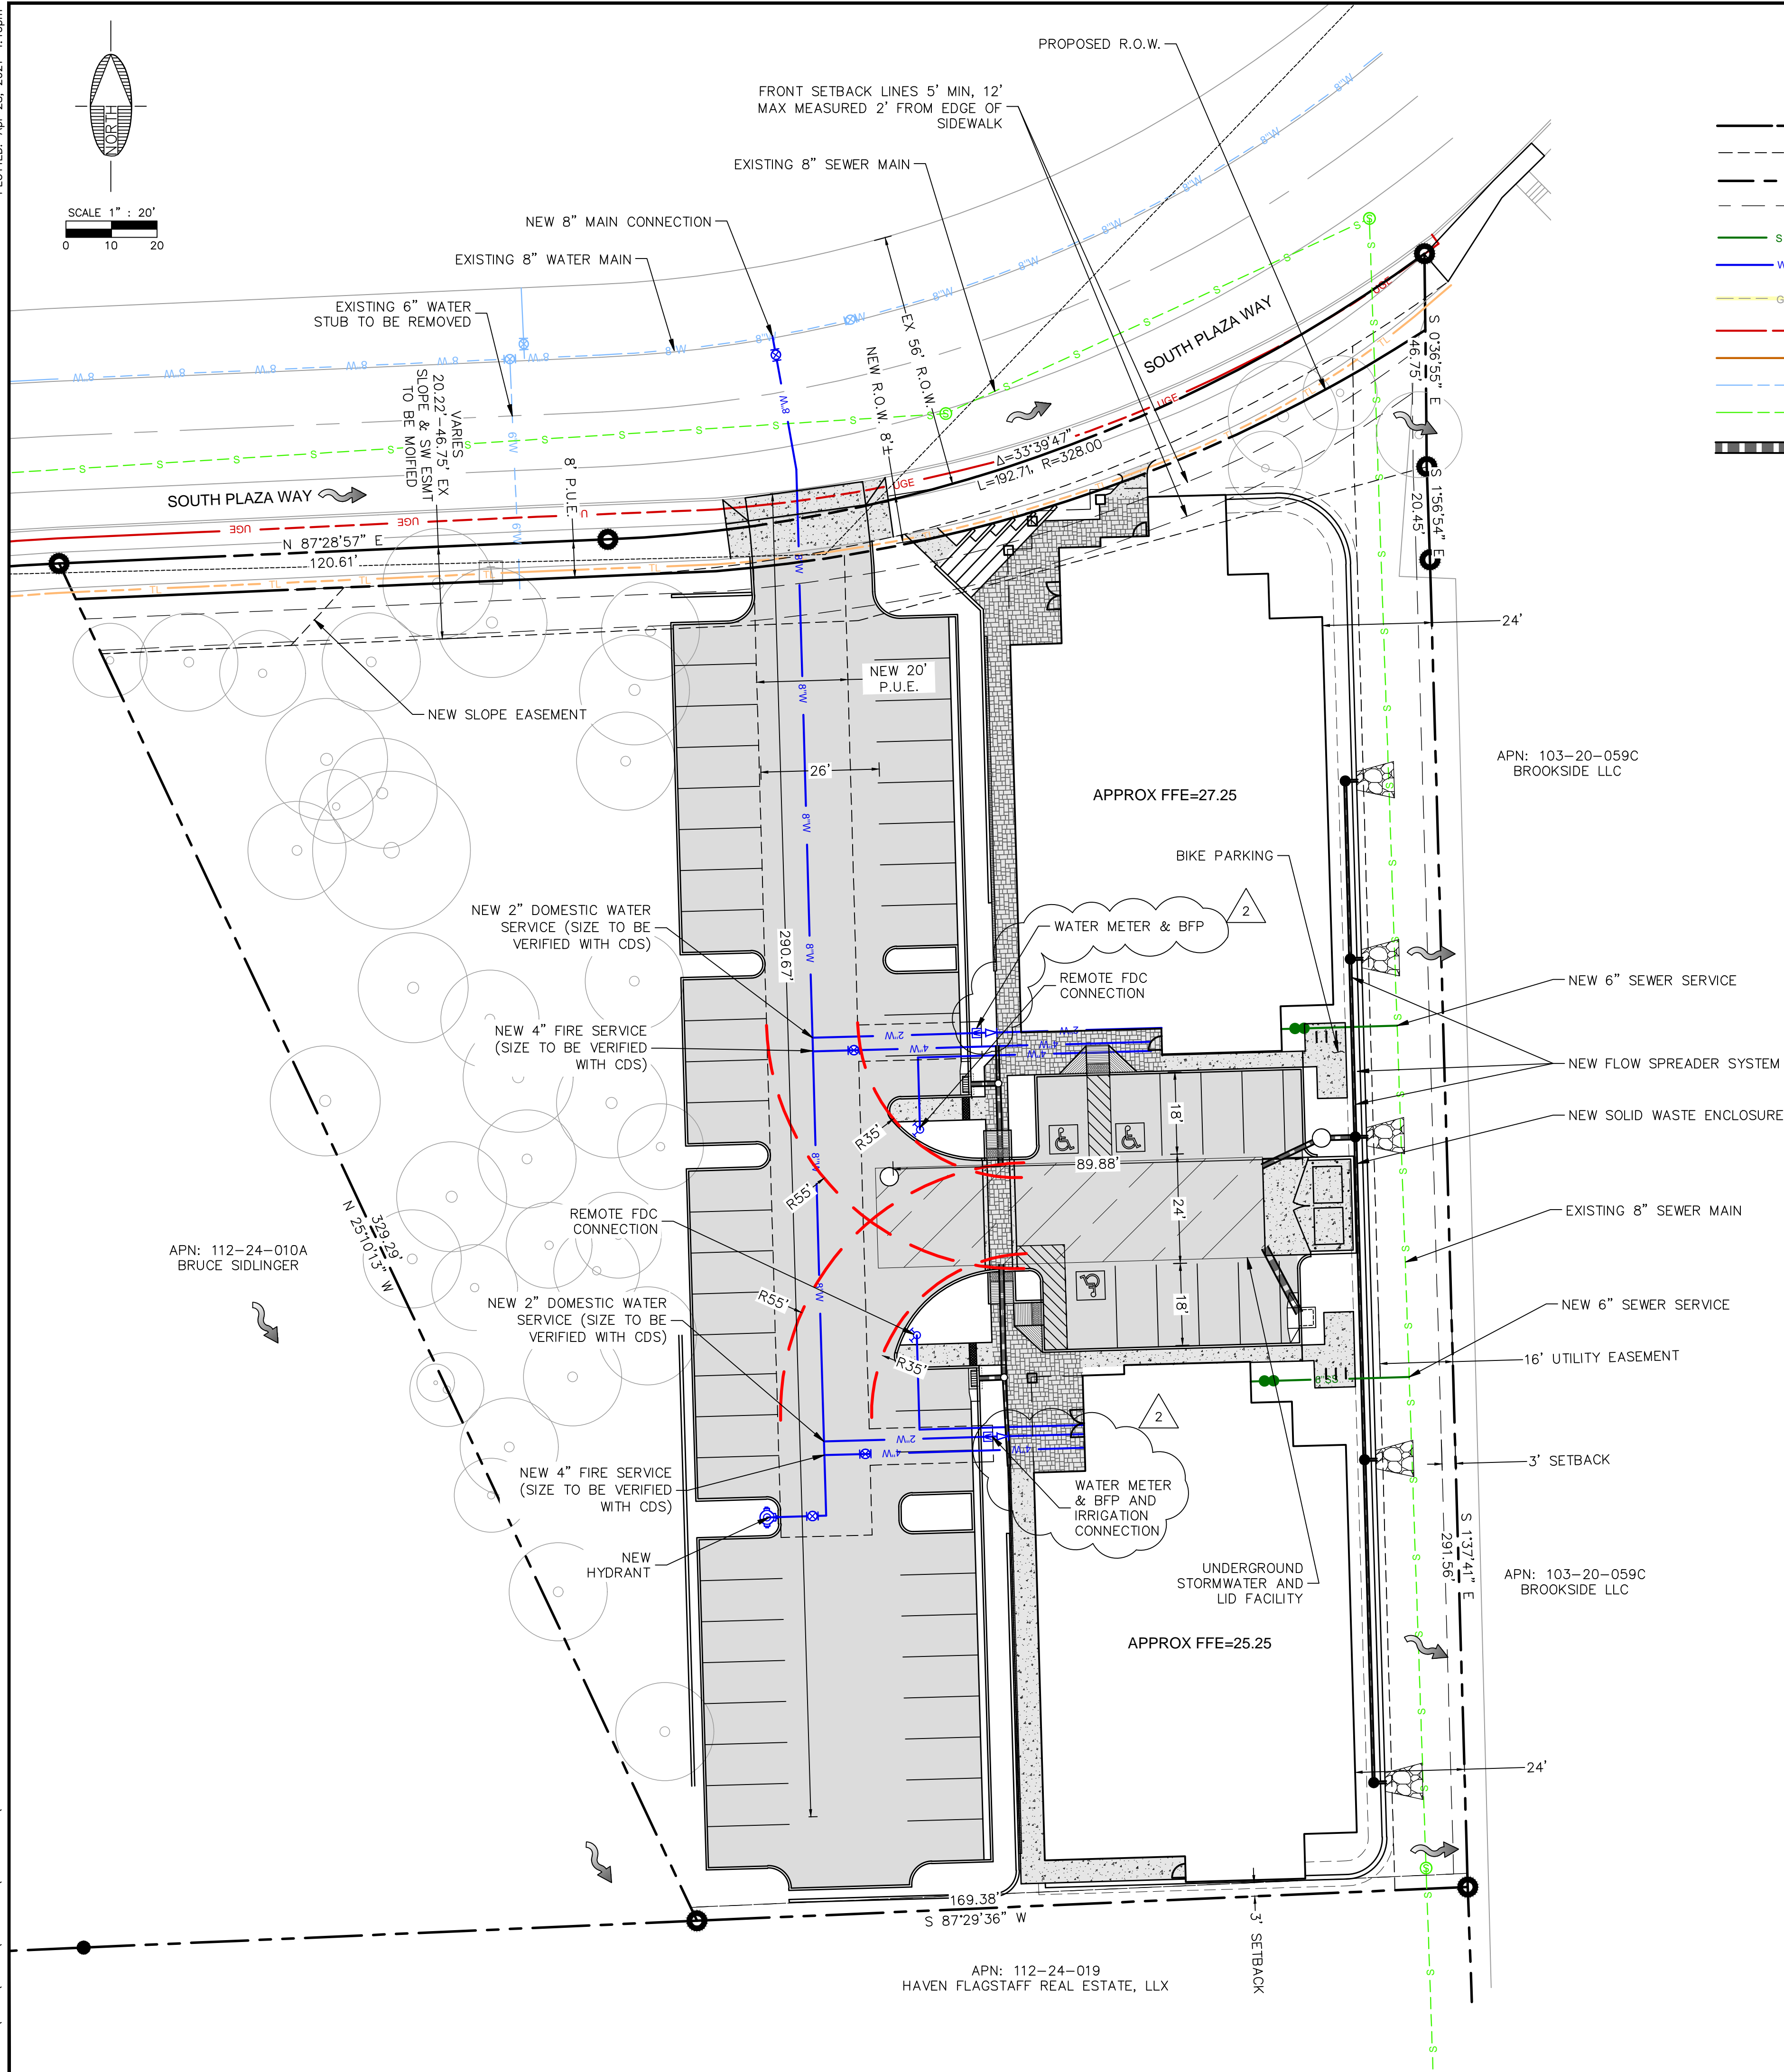 NORTH
SCALE 1" : 20'
0 10 20
PROPOSED R.O.W.
FRONT SETBACK LINES 5' MIN, 12'
MAX MEASURED 2' FROM EDGE OF
SIDEWALK
EXISTING 8" SEWER MAIN
NEW 8" MAIN CONNECTION
EXISTING 8" WATER MAIN
EXISTING 6" WATER
STUB TO BE REMOVED
EX 56' R.O.W.
NEW R.O.W. 8'±
SOUTH PLAZA WAY
Δ=33°39'47"
L=192.71, R=328.00
S 0°36'55" E
46.75'
S 1°56'54" E
20.45'
VARIES
20.22'-46.75' EX
SLOPE & SW ESMT
TO BE MOIFIED
8' P.U.E.
SOUTH PLAZA WAY
N 87°28'57" E
120.61'
NEW SLOPE EASEMENT
NEW 20'
P.U.E.
26'
24'
APN: 103-20-059C
BROOKSIDE LLC
APPROX FFE=27.25
BIKE PARKING
290.67'
NEW 2" DOMESTIC WATER
SERVICE (SIZE TO BE
VERIFIED WITH CDS)
WATER METER & BFP
2
REMOTE FDC
CONNECTION
NEW 4" FIRE SERVICE
(SIZE TO BE VERIFIED
WITH CDS)
NEW 6" SEWER SERVICE
NEW FLOW SPREADER SYSTEM
NEW SOLID WASTE ENCLOSURE
R35'
R55'
18'
89.88'
24'
18'
EXISTING 8" SEWER MAIN
REMOTE FDC
CONNECTION
329.29'
N 25°10'13" W
APN: 112-24-010A
BRUCE SIDLINGER
NEW 2" DOMESTIC WATER
SERVICE (SIZE TO BE
VERIFIED WITH CDS)
R55'
R35'
NEW 6" SEWER SERVICE
16' UTILITY EASEMENT
2
NEW 4" FIRE SERVICE
(SIZE TO BE VERIFIED
WITH CDS)
WATER METER
& BFP AND
IRRIGATION
CONNECTION
3' SETBACK
NEW
HYDRANT
UNDERGROUND
STORMWATER AND
LID FACILITY
S 1°37'41" E
291.56'
APN: 103-20-059C
BROOKSIDE LLC
APPROX FFE=25.25
24'
169.38'
S 87°29'36" W
3' SETBACK
APN: 112-24-019
HAVEN FLAGSTAFF REAL ESTATE, LLX